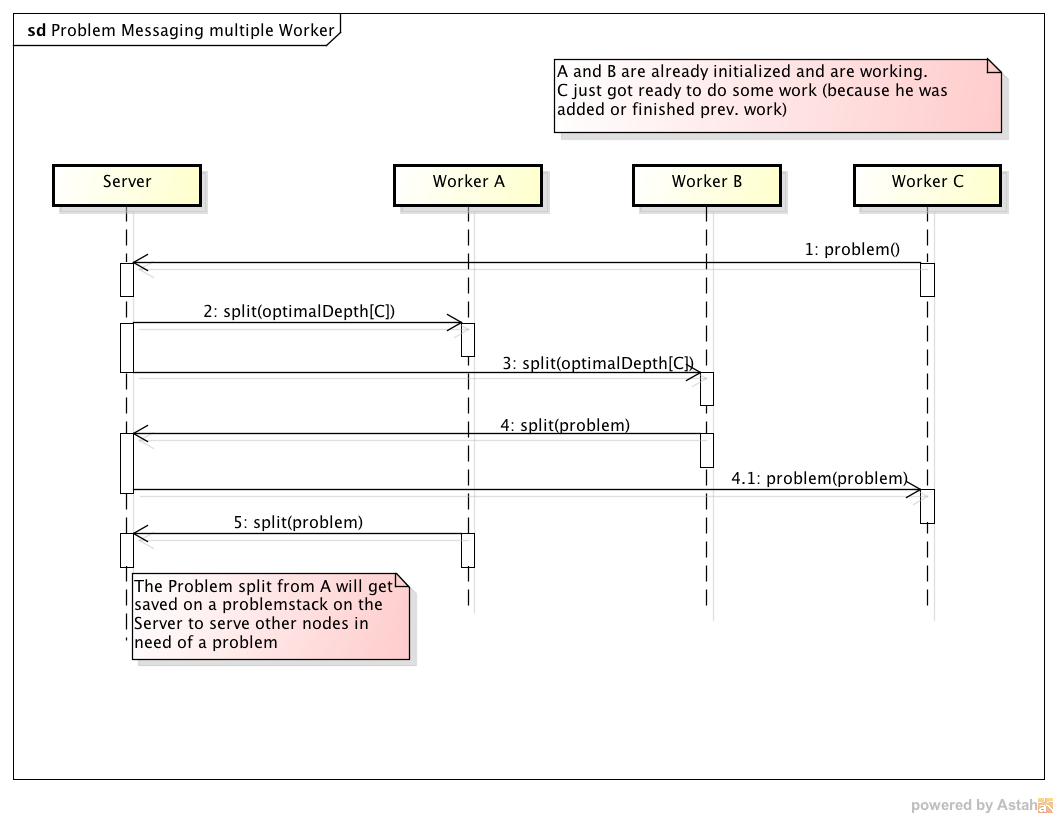 sd Problem Messaging multiple Worker
A and B are already initialized and are working.
C just got ready to do some work (because he was
added or finished prev. work)
Server
Worker A
Worker B
Worker C
1: problem()
2: split(optimalDepth[C])
3: split(optimalDepth[C])
4: split(problem)
4.1: problem(problem)
5: split(problem)
The Problem split from A will get
saved on a problemstack on the
Server to serve other nodes in
need of a problem
powered by Astah